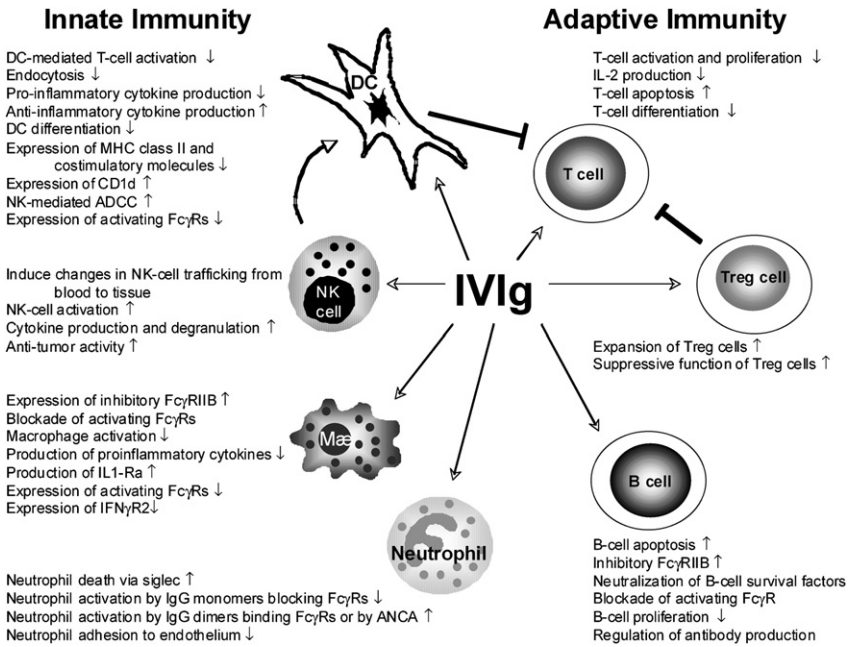 Innate Immunity
DC-mediated T-cell activation ↓
Endocytosis ↓
Pro-inflammatory cytokine production ↓
Anti-inflammatory cytokine production ↑
DC differentiation ↓
Expression of MHC class II and
costimulatory molecules ↓
Expression of CD1d ↑
NK-mediated ADCC ↑
Expression of activating FcγRs ↓
DC
Adaptive Immunity
T-cell activation and proliferation ↓
IL-2 production ↓
T-cell apoptosis ↑
T-cell differentiation ↓
T cell
Induce changes in NK-cell trafficking from
blood to tissue
NK-cell activation ↑
Cytokine production and degranulation ↑
Anti-tumor activity ↑
NK
cell
IVIg
Treg cell
Expansion of Treg cells ↑
Suppressive function of Treg cells ↑
Expression of inhibitory FcγRIIB ↑
Blockade of activating FcγRs
Macrophage activation ↓
Production of proinflammatory cytokines ↓
Production of IL1-Ra ↑
Expression of activating FcγRs ↓
Expression of IFNγR2↓
Mæ
B cell
Neutrophil
B-cell apoptosis ↑
Inhibitory FcγRIIB ↑
Neutralization of B-cell survival factors
Blockade of activating FcγR
B-cell proliferation ↓
Regulation of antibody production
Neutrophil death via siglec ↑
Neutrophil activation by IgG monomers blocking FcγRs ↓
Neutrophil activation by IgG dimers binding FcγRs or by ANCA ↑
Neutrophil adhesion to endothelium ↓